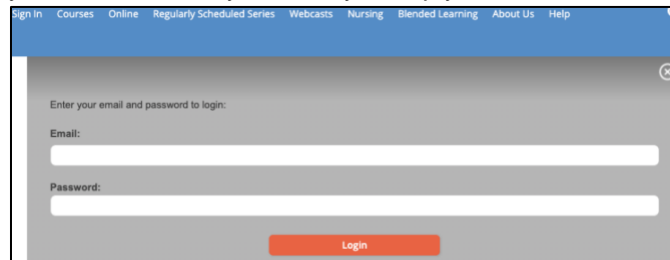 Sign In Courses Online Regularly Scheduled Series Webcasts Nursing Blended Learning About Us Help
Enter your email and password to login:
Email:
Password:
Login